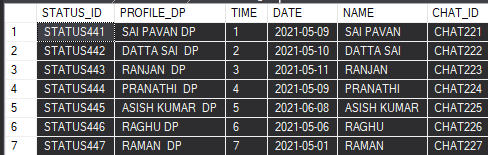 STATUS_ID PROFILE_DP TIME DATE NAME CHAT_ID
1 STATUS441 SAI PAVAN DP 1 2021-05-09 SAI PAVAN CHAT221
2 STATUS442 DATTA SAI DP 2 2021-05-10 DATTA SAI CHAT222
3 STATUS443 RANJAN DP 3 2021-05-11 RANJAN CHAT223
4 STATUS444 PRANATHI DP 4 2021-05-09 PRANATHI CHAT224
5 STATUS445 ASISH KUMAR DP 5 2021-06-08 ASISH KUMAR CHAT225
6 STATUS446 RAGHU DP 6 2021-05-06 RAGHU CHAT226
7 STATUS447 RAMAN DP 7 2021-05-01 RAMAN CHAT227